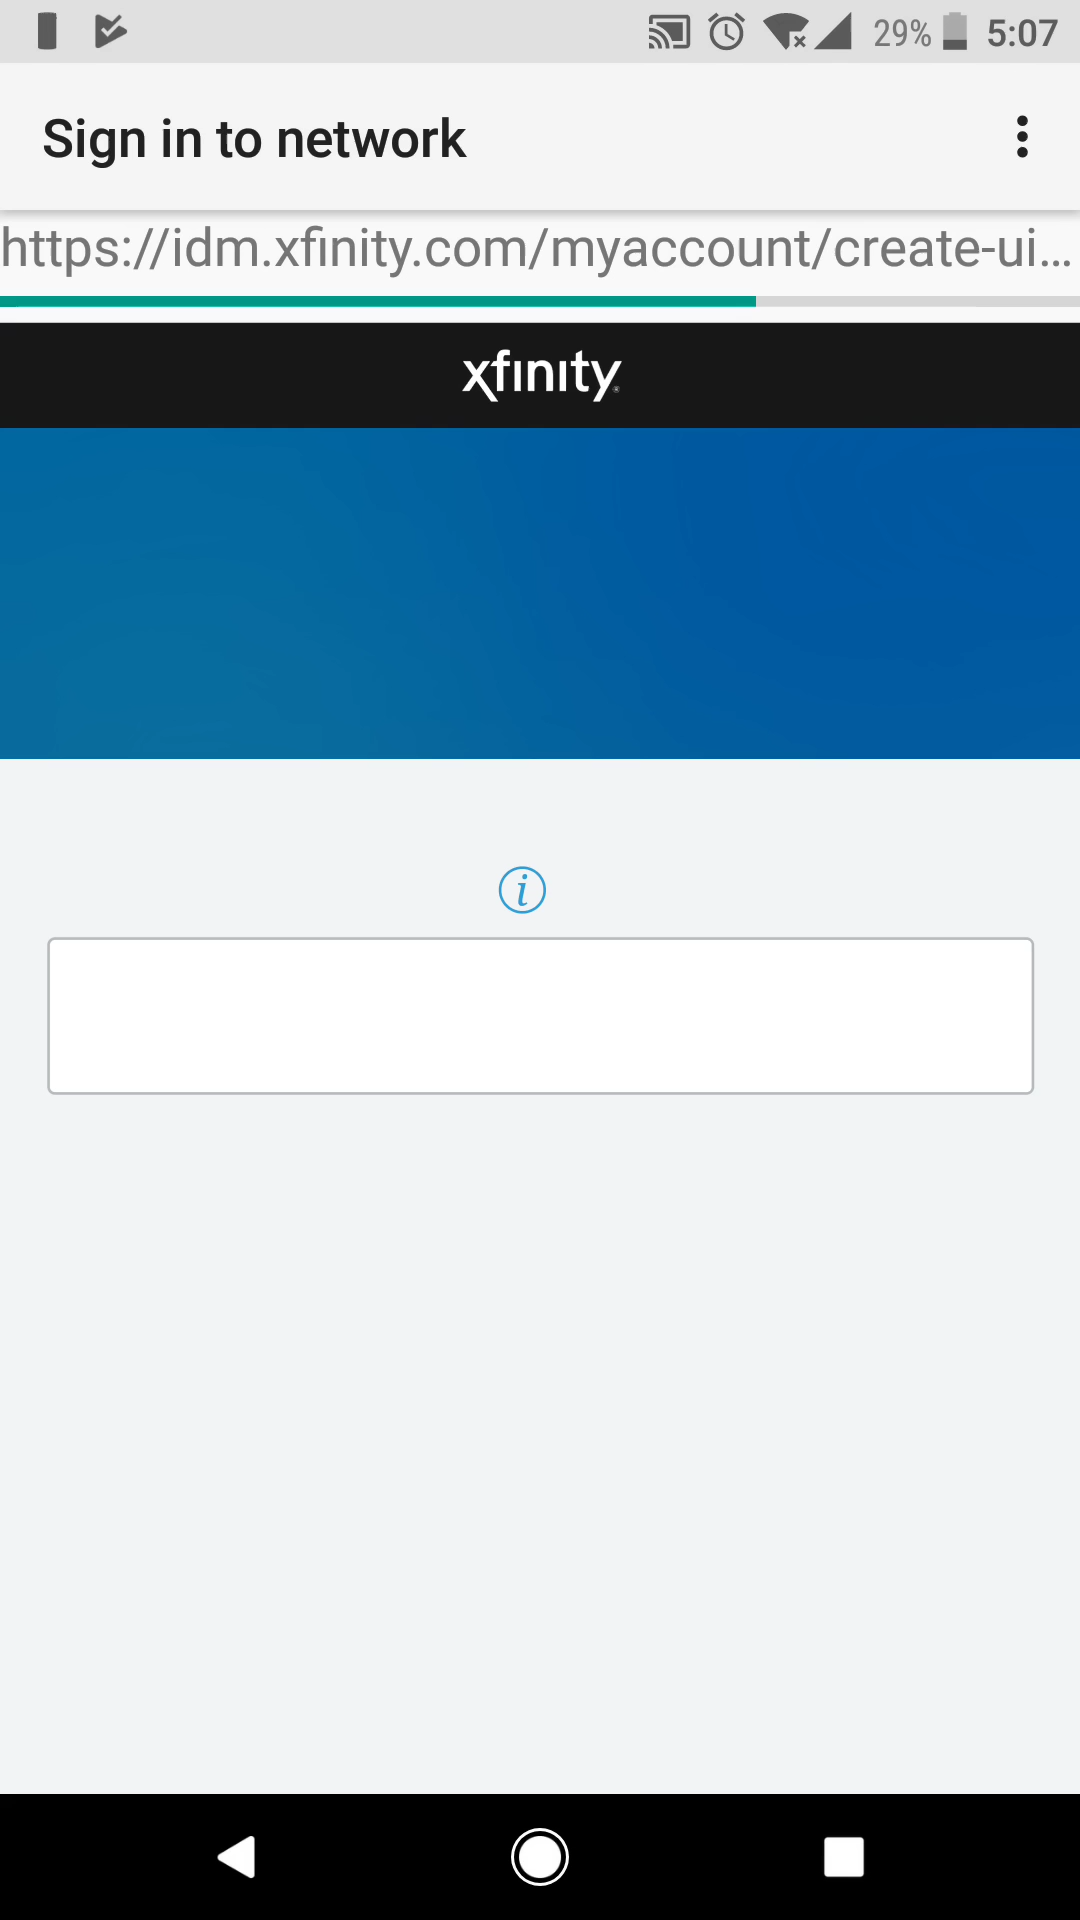 29% 5:07
Sign in to network
https://idm.xfinity.com/myaccount/create-ui...
xfinity®
i